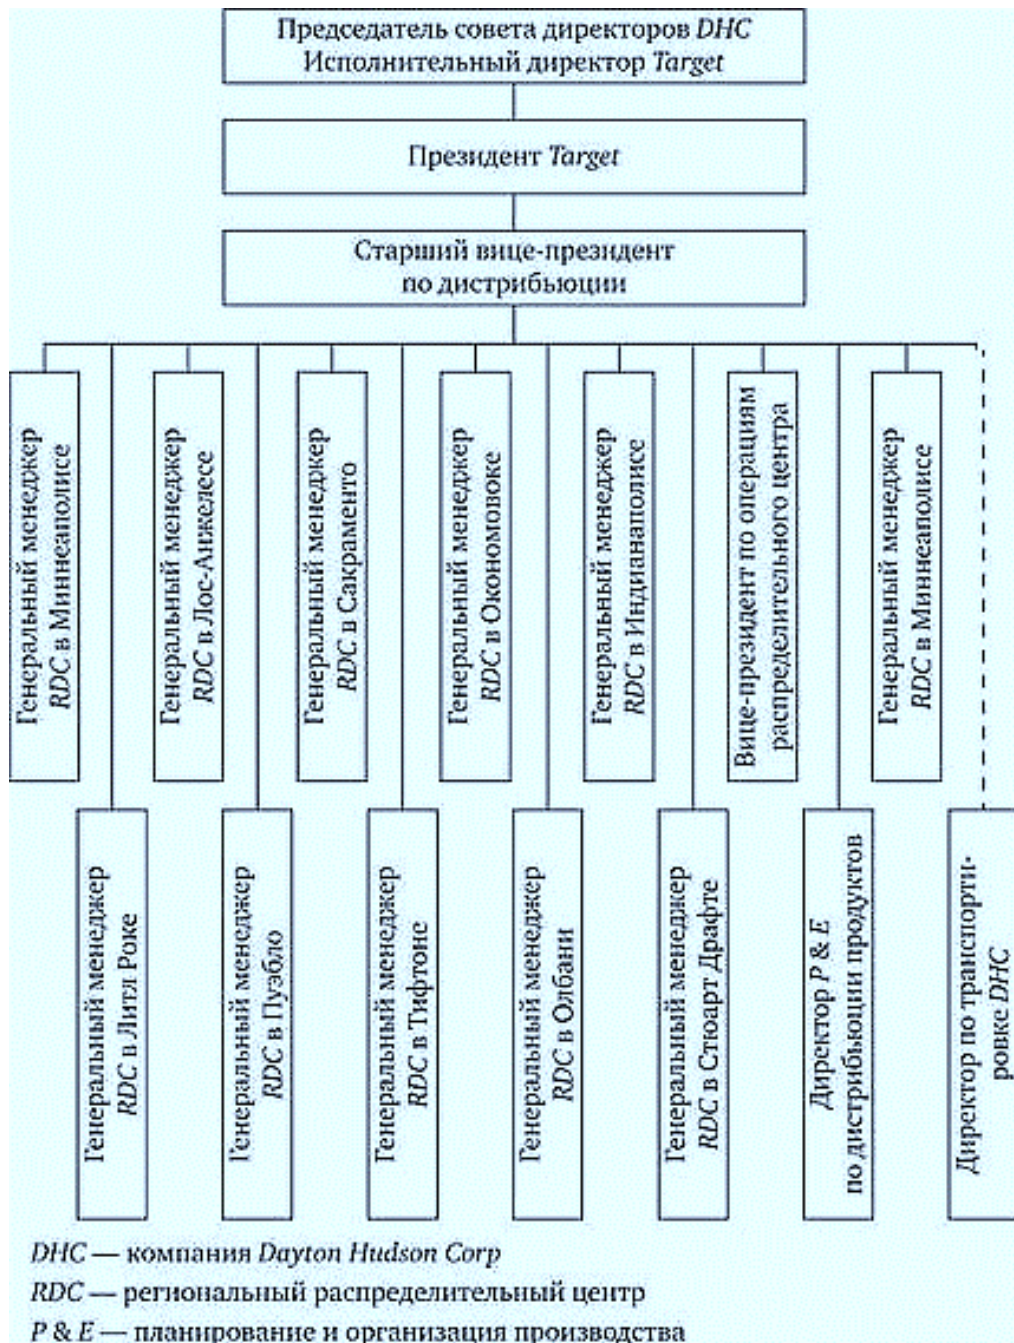 Председатель совета директоров DHC
Исполнительный директор Target
Президент Target
Старший вице-президент
по дистрибьюции
Генеральный менеджер
RDC в Миннеаполисе
Генеральный менеджер
RDC в Лос-Анжелесе
Генеральный менеджер
RDC в Сакраменто
Генеральный менеджер
RDC в Окономовоке
Генеральный менеджер
RDC в Индианаполисе
Вице-президент по операциям
распределительного центра
Генеральный менеджер
RDC в Миннеаполисе
Генеральный менеджер
RDC в Литл Роке
Генеральный менеджер
RDC в Пуэбло
Генеральный менеджер
RDC в Тифтоне
Генеральный менеджер
RDC в Олбани
Генеральный менеджер
RDC в Стюарт Драфте
Директор P & E
по дистрибьюции продуктов
Директор по транспорти-
ровке DHC
DHC — компания Dayton Hudson Corp
RDC — региональный распределительный центр
P & E — планирование и организация производства